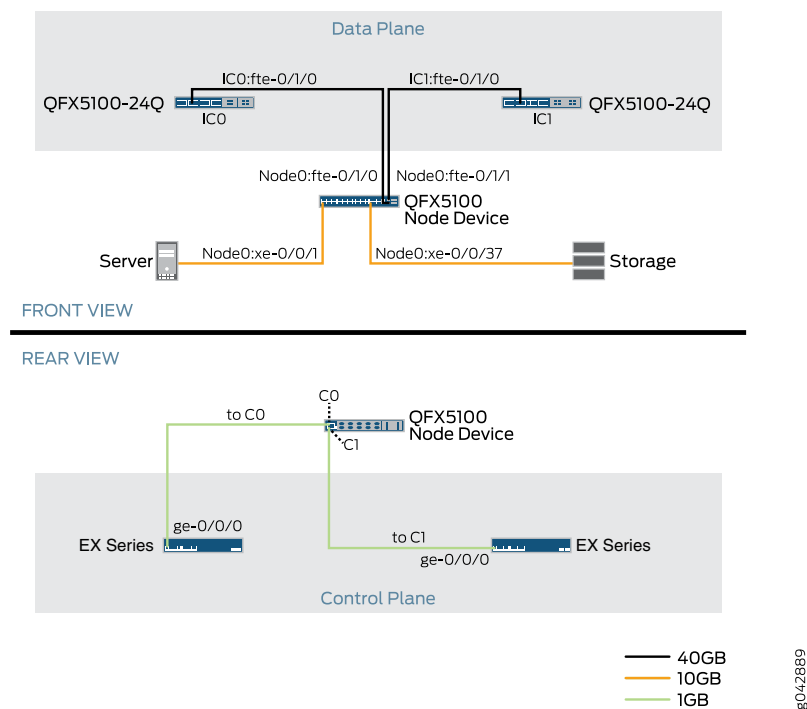 Data Plane
IC0:fte-0/1/0
IC1:fte-0/1/0
QFX5100-24Q
IC0
IC1
QFX5100-24Q
Node0:fte-0/1/0
Node0:fte-0/1/1
QFX5100
Node Device
Server
Node0:xe-0/0/1
Node0:xe-0/0/37
Storage
FRONT VIEW
REAR VIEW
C0
to C0
QFX5100
Node Device
C1
ge-0/0/0
EX Series
to C1
ge-0/0/0
EX Series
Control Plane
40GB
10GB
1GB
g042889